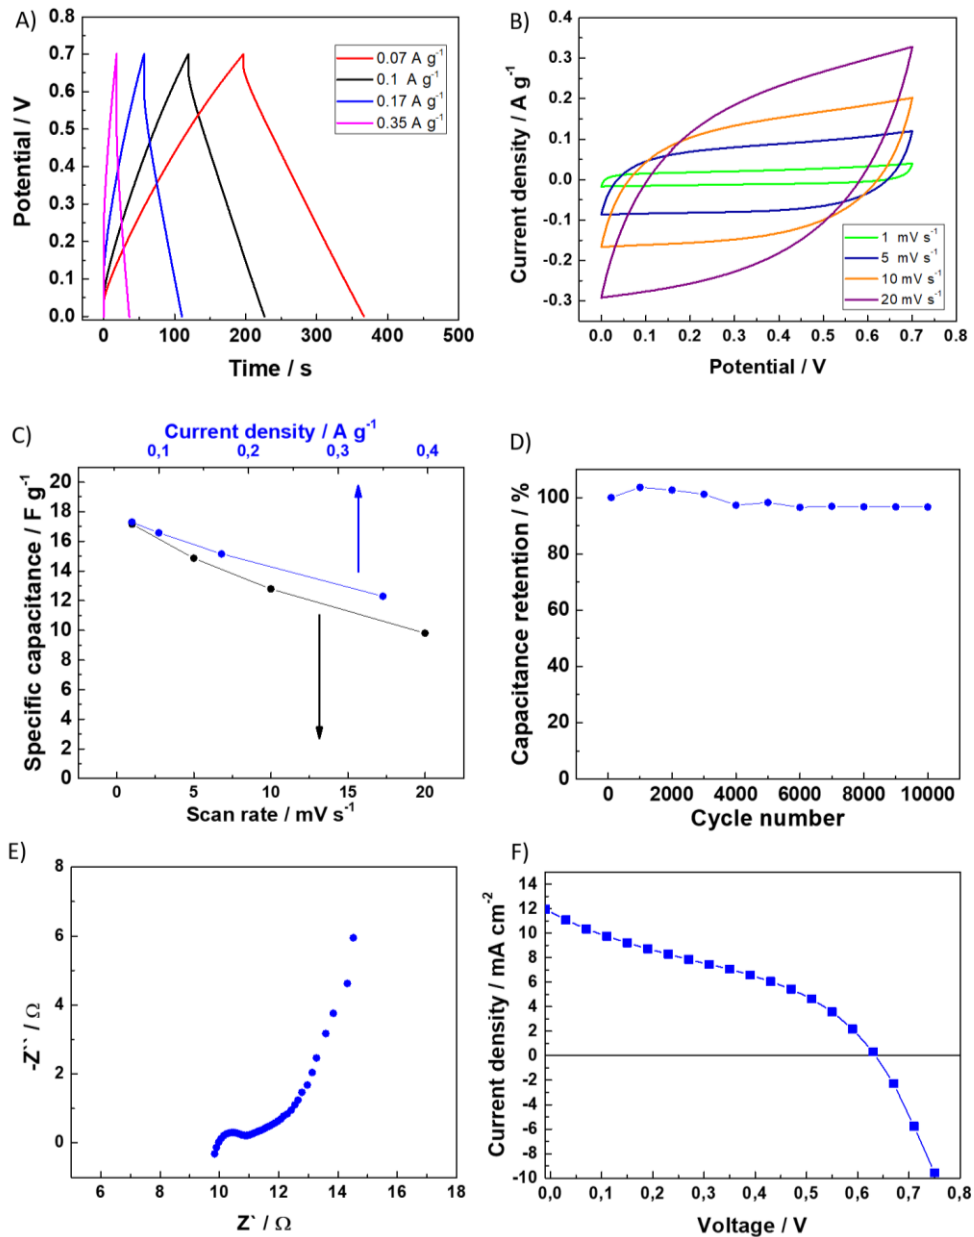 A)
0.8
0.7
0.6
0.5
0.4
0.3
0.2
0.1
0.0
Potential / V
0.07 A g⁻¹
0.1 A g⁻¹
0.17 A g⁻¹
0.35 A g⁻¹
0 100 200 300 400 500
Time / s
B)
0.4
0.3
0.2
0.1
0.0
-0.1
-0.2
-0.3
Current density / A g⁻¹
1 mV s⁻¹
5 mV s⁻¹
10 mV s⁻¹
20 mV s⁻¹
0.0 0.1 0.2 0.3 0.4 0.5 0.6 0.7 0.8
Potential / V
C)
Current density / A g⁻¹
0,1 0,2 0,3 0,4
20
18
16
14
12
10
8
6
4
2
0
Specific capacitance / F g⁻¹
0 5 10 15 20
Scan rate / mV s⁻¹
D)
100
80
60
40
20
0
Capacitance retention / %
0 2000 4000 6000 8000 10000
Cycle number
E)
8
6
4
2
0
-Z`` / Ω
6 8 10 12 14 16 18
Z` / Ω
F)
14
12
10
8
6
4
2
0
-2
-4
-6
-8
-10
Current density / mA cm⁻²
0,0 0,1 0,2 0,3 0,4 0,5 0,6 0,7 0,8
Voltage / V